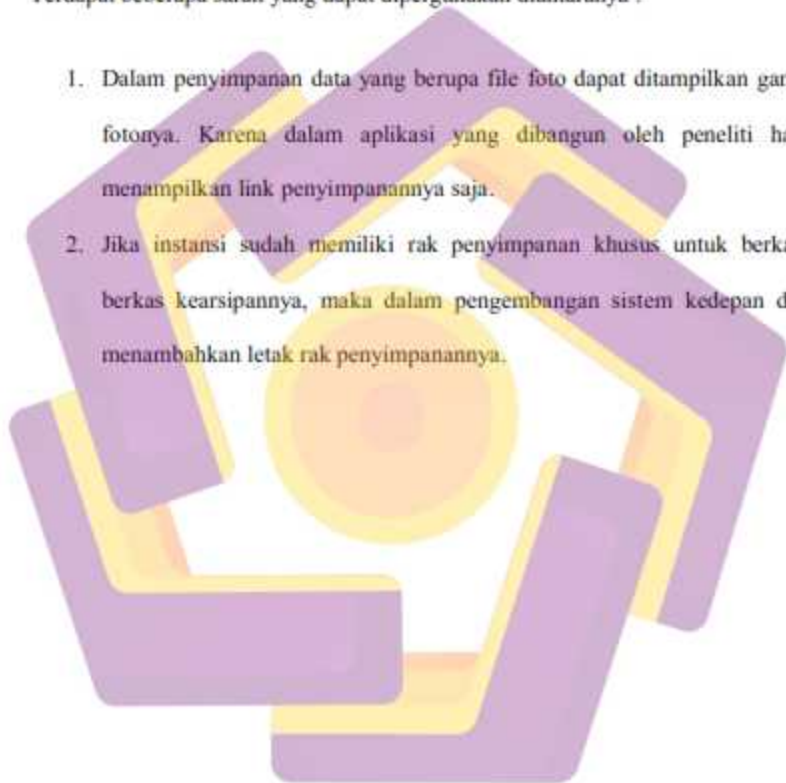 1. Dalam penyimpanan data yang berupa file foto dapat ditampilkan
fotonya. Karena dalam aplikasi yang dibangun oleh peneliti
menampilkan link penyimpanannya saja.
2. Jika instansi sudah memiliki rak penyimpanan khusus untuk
berkas kearsipannya, maka dalam pengembangan sistem kedepan
menambahkan letak rak penyimpanannya.